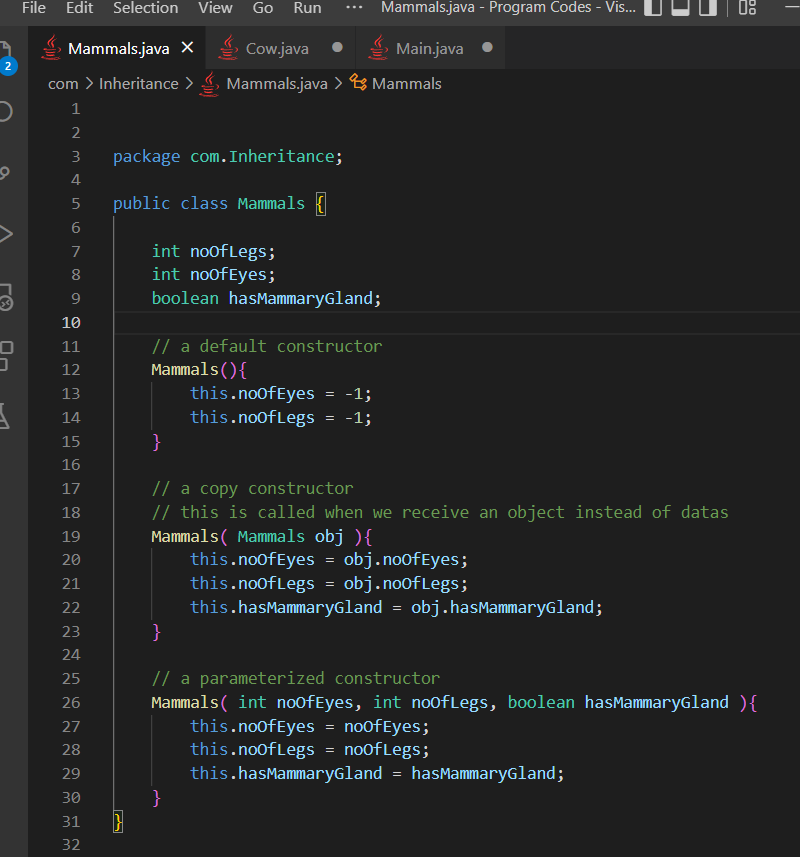 File Edit Selection View Go Run ··· Mammals.java - Program Codes - Vis...
Mammals.java Cow.java Main.java
2
com > Inheritance > Mammals.java > Mammals
1
2
3 package com.Inheritance;
4
5 public class Mammals {
6
7 int noOfLegs;
8 int noOfEyes;
9 boolean hasMammaryGland;
10
11 // a default constructor
12 Mammals(){
13 this.noOfEyes = -1;
14 this.noOfLegs = -1;
15 }
16
17 // a copy constructor
18 // this is called when we receive an object instead of datas
19 Mammals( Mammals obj ){
20 this.noOfEyes = obj.noOfEyes;
21 this.noOfLegs = obj.noOfLegs;
22 this.hasMammaryGland = obj.hasMammaryGland;
23 }
24
25 // a parameterized constructor
26 Mammals( int noOfEyes, int noOfLegs, boolean hasMammaryGland ){
27 this.noOfEyes = noOfEyes;
28 this.noOfLegs = noOfLegs;
29 this.hasMammaryGland = hasMammaryGland;
30 }
31 }
32